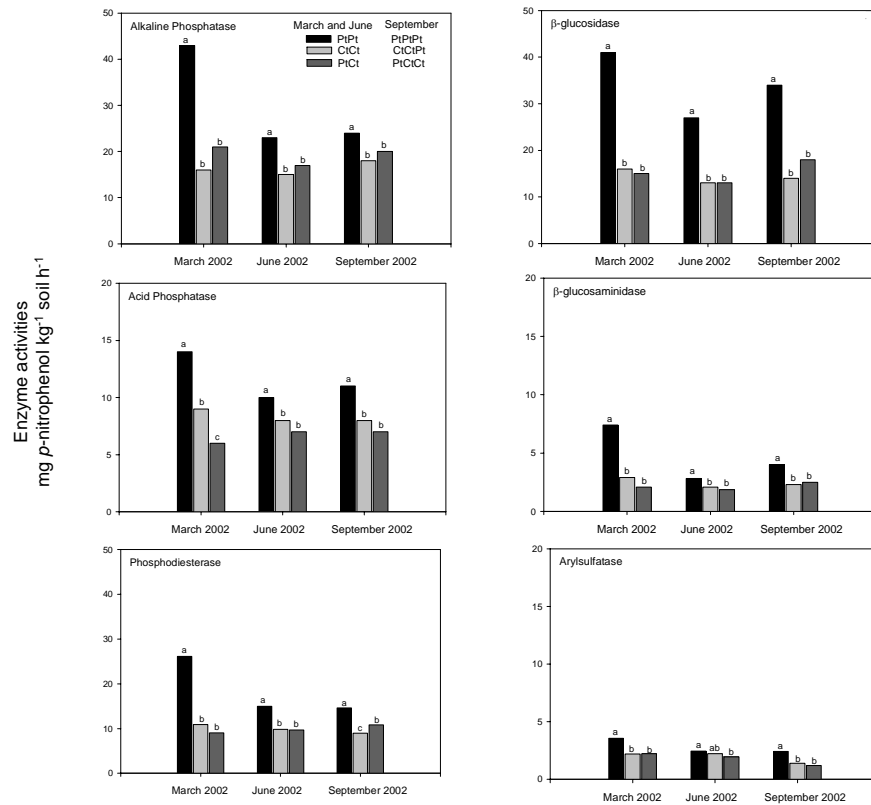 Enzyme activities
mg p-nitrophenol kg⁻¹ soil h⁻¹
Alkaline Phosphatase
March and June September
PtPt PtPtPt
CtCt CtCtPt
PtCt PtCtCt
50
40
30
20
10
0
a
b
b
a
b
b
a
b
b
March 2002 June 2002 September 2002
β-glucosidase
50
40
30
20
10
0
a
b
b
a
b
b
a
b
b
March 2002 June 2002 September 2002
Acid Phosphatase
20
15
10
5
0
a
b
c
a
b
b
a
b
b
March 2002 June 2002 September 2002
β-glucosaminidase
20
15
10
5
0
a
b
b
a
b
b
a
b
b
March 2002 June 2002 September 2002
Phosphodiesterase
50
40
30
20
10
0
a
b
b
a
b
b
a
c
b
March 2002 June 2002 September 2002
Arylsulfatase
20
15
10
5
0
a
b
b
a
ab
b
a
b
b
March 2002 June 2002 September 2002